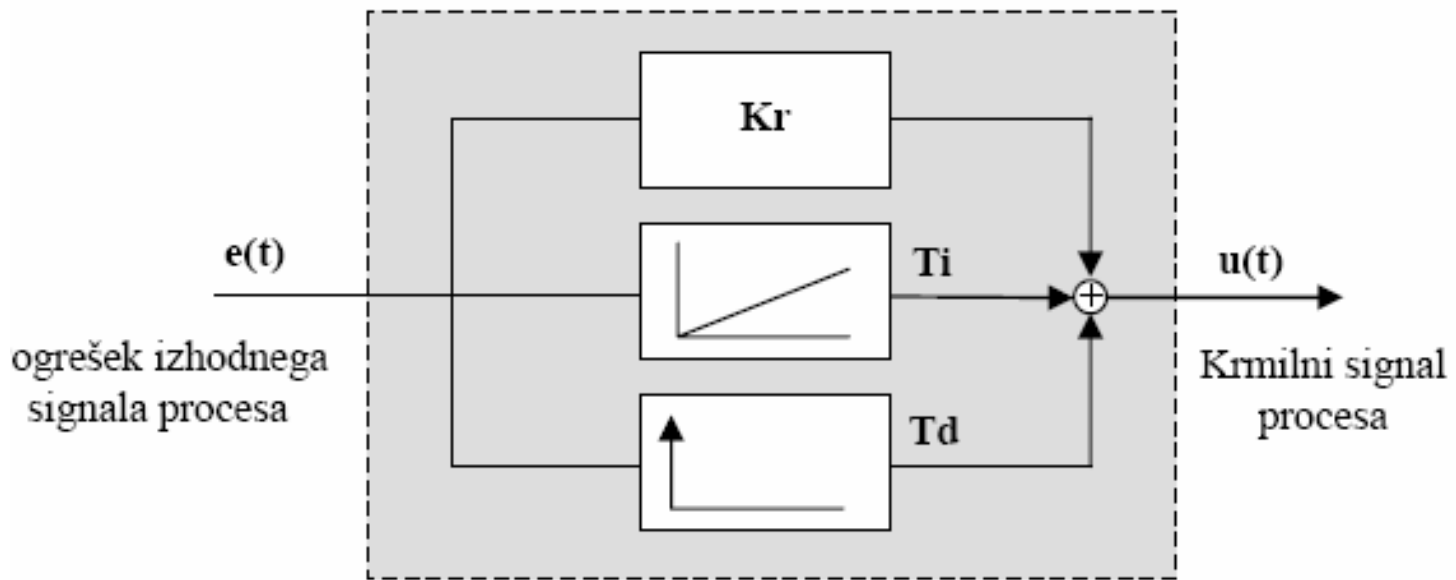 Kr
e(t)
Ti
u(t)
ogrešek izhodnega
signala procesa
Td
Krmilni signal
procesa